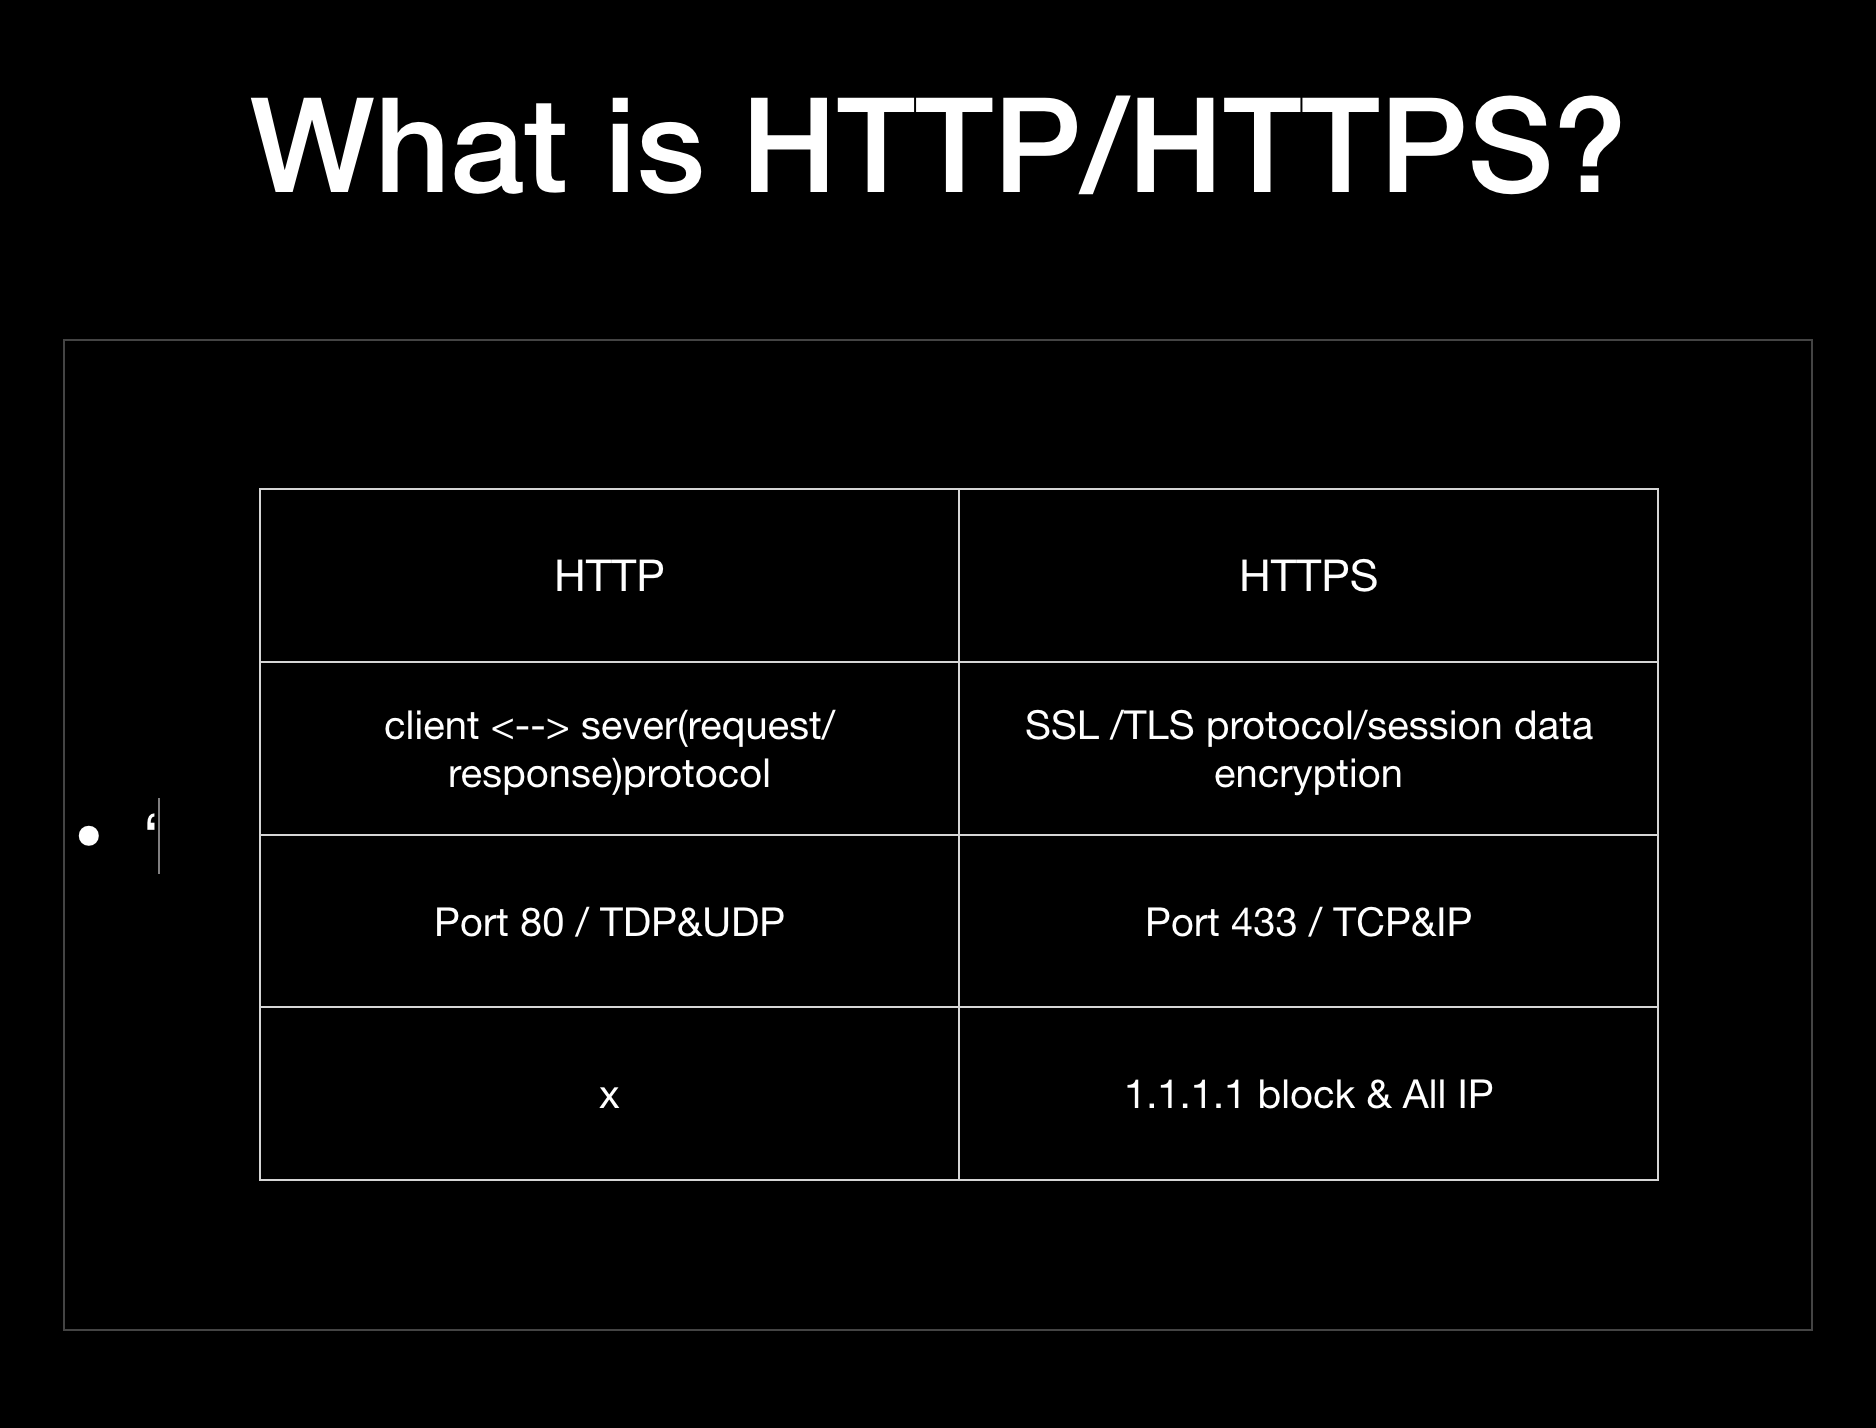 What is HTTP/HTTPS?
HTTP
HTTPS
client <--> sever(request/
response)protocol
SSL /TLS protocol/session data
encryption
• ‘
Port 80 / TDP&UDP
Port 433 / TCP&IP
x
1.1.1.1 block & All IP